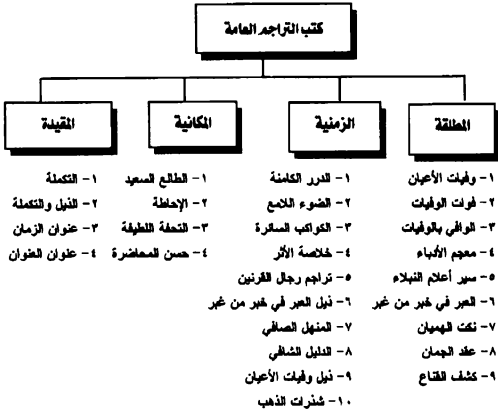 كتب التراجم العامة
المطلقة
١- وفيات الأعيان
٢- فوات الوفيات
٣- الوافي بالوفيات
٤- معجم الأدباء
٥- سير أعلام النبلاء
٦- العبر في خبر من غبر
٧- نكت الهميان
٨- عقد الجمان
٩- كشف القناع
الزمنية
١- الدرر الكامنة
٢- الضوء اللامع
٣- الكواكب السائرة
٤- خلاصة الأثر
٥- تراجم رجال القرنين
٦- ذيل العبر في خبر من غبر
٧- المنهل الصافي
٨- الدليل الشافي
٩- ذيل وفيات الأعيان
١٠- شذرات الذهب
المكانية
١- الطالع السعيد
٢- الإحاطة
٣- التحفة اللطيفة
٤- حسن المحاضرة
المقيدة
١- التكملة
٢- الذيل والتكملة
٣- عنوان الزمان
٤- عنوان العنوان